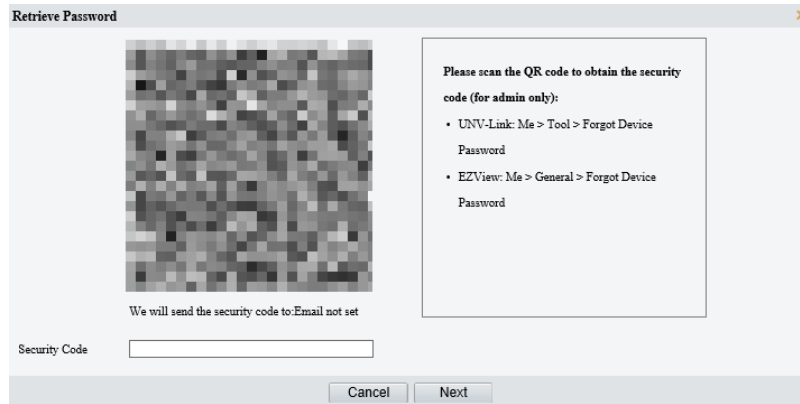 Retrieve Password
Please scan the QR code to obtain the security
code (for admin only):
• UNV-Link: Me > Tool > Forgot Device
Password
• EZView: Me > General > Forgot Device
Password
We will send the security code to:Email not set
Security Code
Cancel
Next